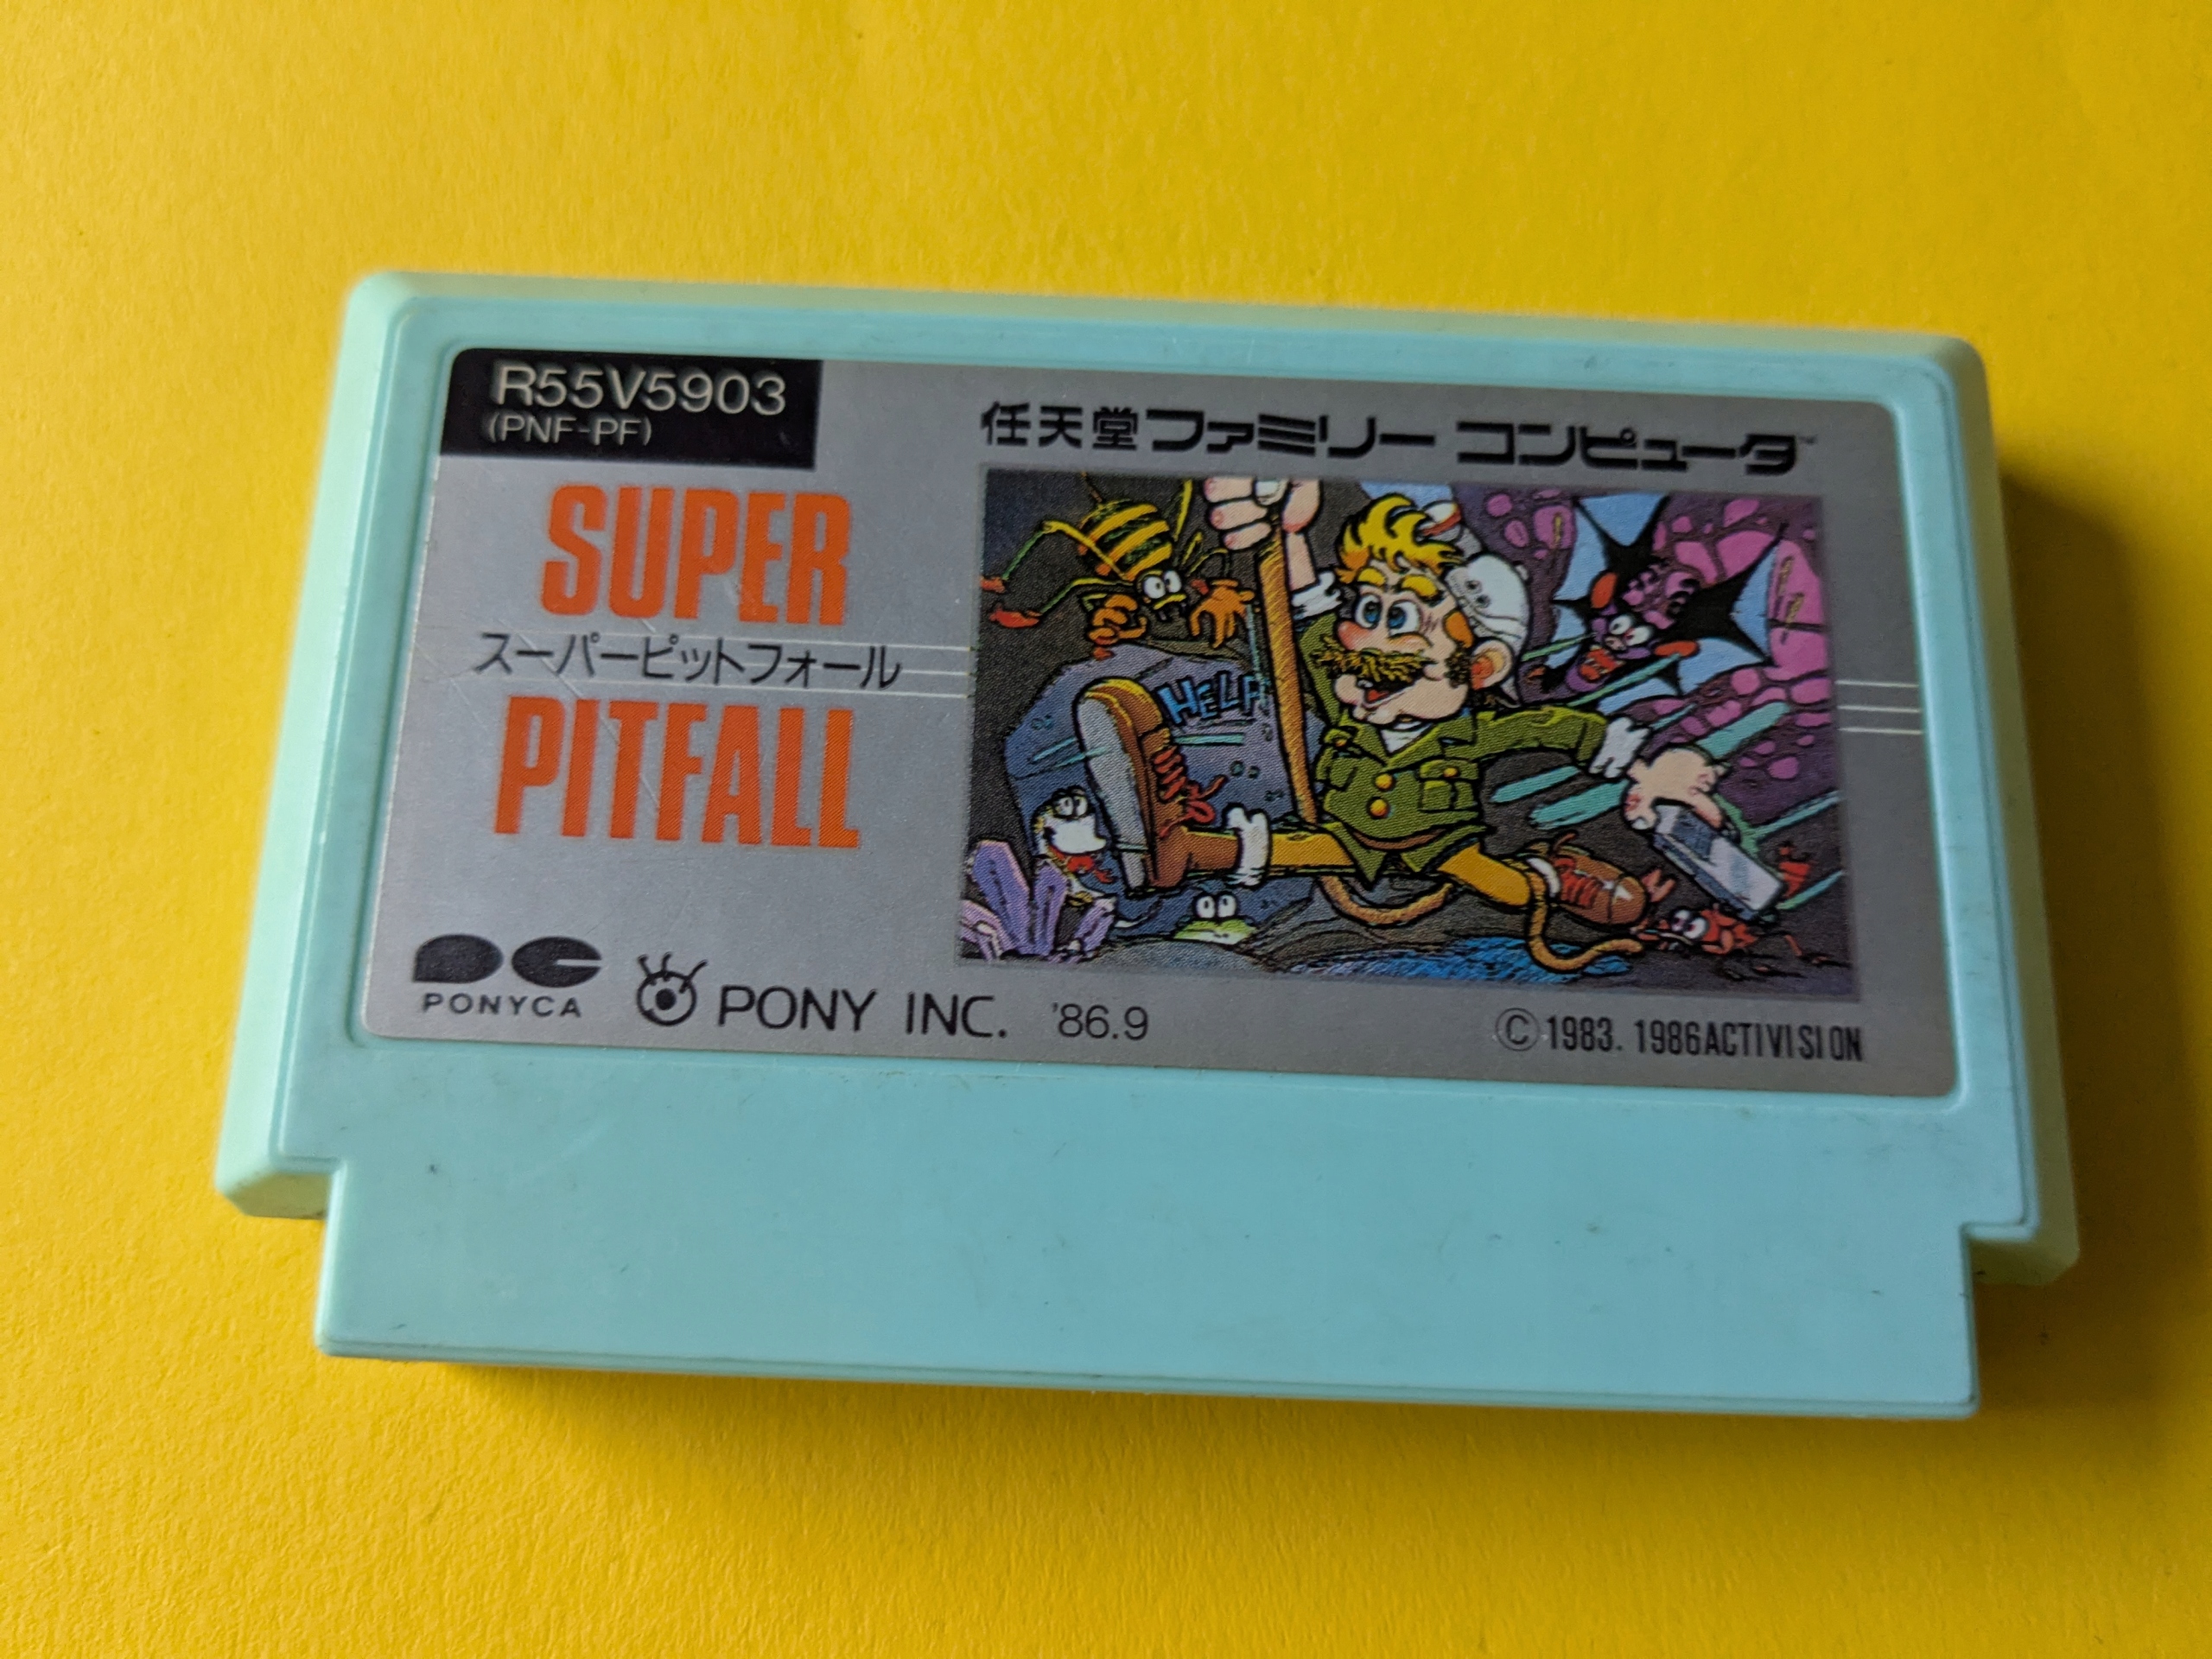 R55V5903
(PNF-PF)
任天堂ファミリー コンピュータ™
SUPER
スーパーピットフォール
PITFALL
HELP
PONYCA
PONY INC. '86.9
©1983. 1986ACTIVISION